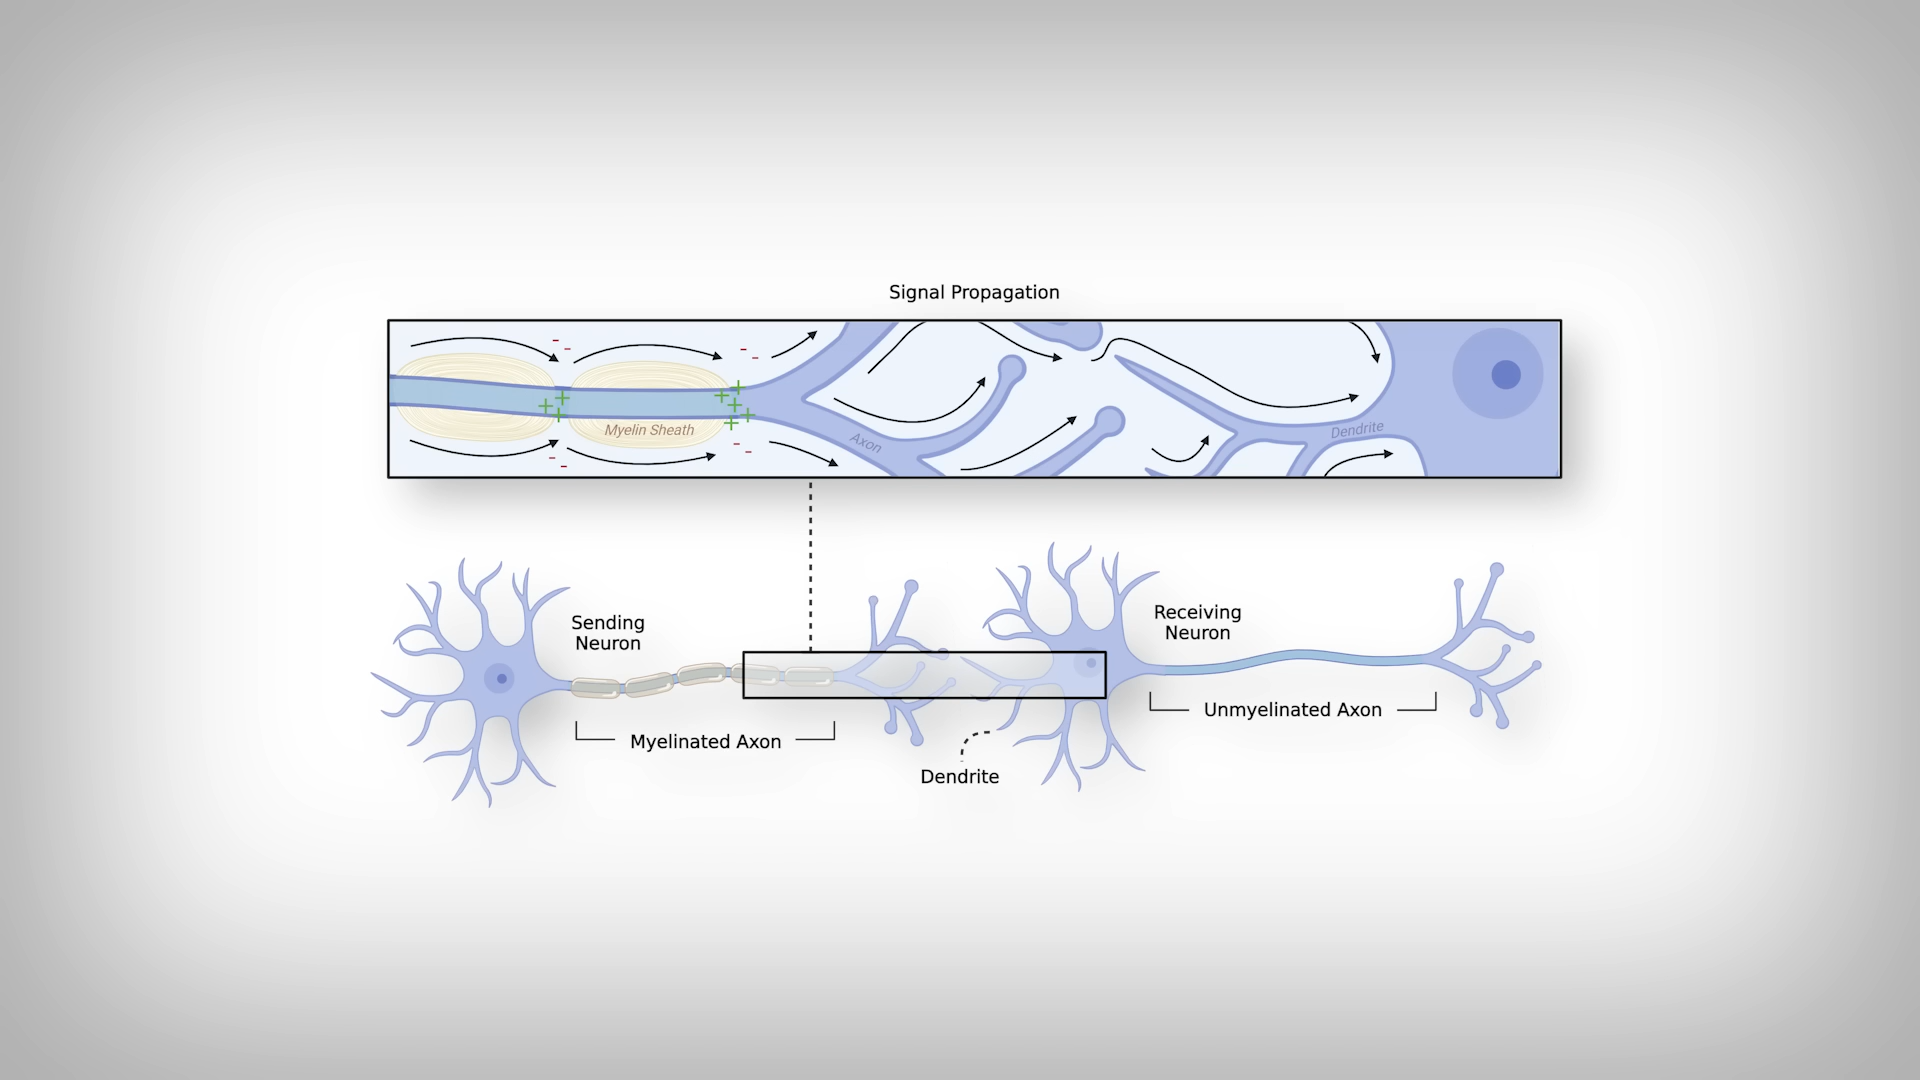 Signal Propagation
Myelin Sheath
Axon
Dendrite
Sending
Neuron
Receiving
Neuron
Myelinated Axon
Unmyelinated Axon
Dendrite